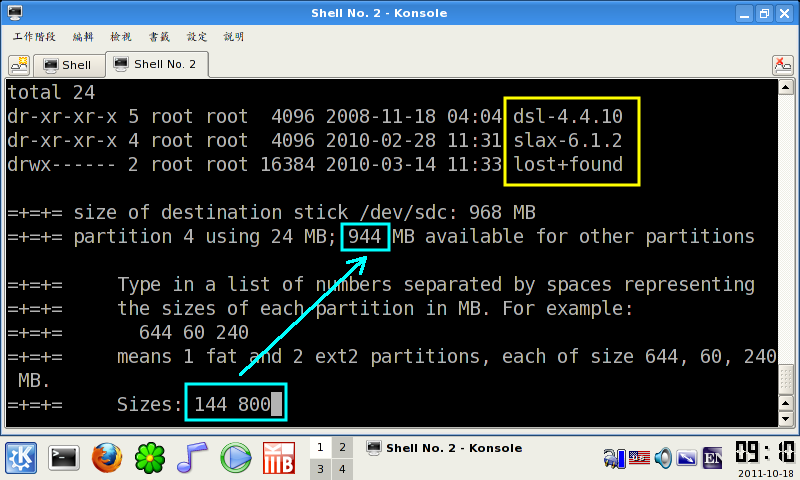 Shell No. 2 - Konsole
工作階段 編輯 檢視 書籤 設定 說明
Shell Shell No. 2
total 24
dr-xr-xr-x 5 root root  4096 2008-11-18 04:04 dsl-4.4.10
dr-xr-xr-x 4 root root  4096 2010-02-28 11:31 slax-6.1.2
drwx------ 2 root root 16384 2010-03-14 11:33 lost+found
=+=+= size of destination stick /dev/sdc: 968 MB
=+=+= partition 4 using 24 MB; 944 MB available for other partitions
=+=+=     Type in a list of numbers separated by spaces representing
=+=+=     the sizes of each partition in MB. For example:
=+=+=       644 60 240
=+=+=     means 1 fat and 2 ext2 partitions, each of size 644, 60, 240
 MB.
=+=+=     Sizes: 144 800
1 2 Shell No. 2 - Konsole
3 4
EN
09:10
2011-10-18